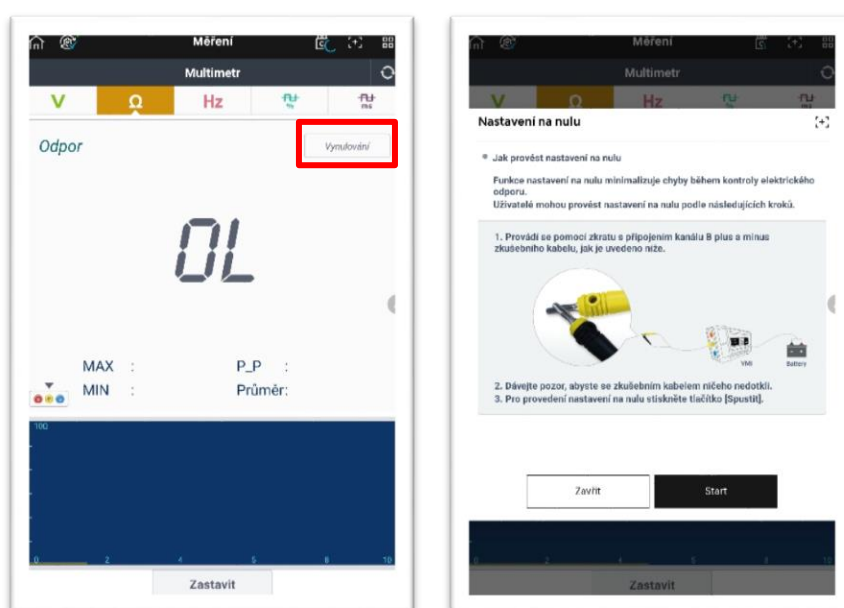 Měření
Multimetr
V Ω Hz
Odpor
Vynulování
OL
MAX : P_P :
MIN : Průměr:
100
0 2 4 5 8 10
Zastavit
Měření
Multimetr
V Ω Hz
Nastavení na nulu
Jak provést nastavení na nulu
Funkce nastavení na nulu minimalizuje chyby během kontroly elektrického
odporu.
Uživatelé mohou provést nastavení na nulu podle následujících kroků.
1. Provádí se pomocí zkratu s připojením kanálu B plus a minus
zkušebního kabelu, jak je uvedeno níže.
VMI
Battery
2. Dávejte pozor, abyste se zkušebním kabelem ničeho nedotkli.
3. Pro provedení nastavení na nulu stiskněte tlačítko [Spustit].
Zavřít
Start
Zastavit